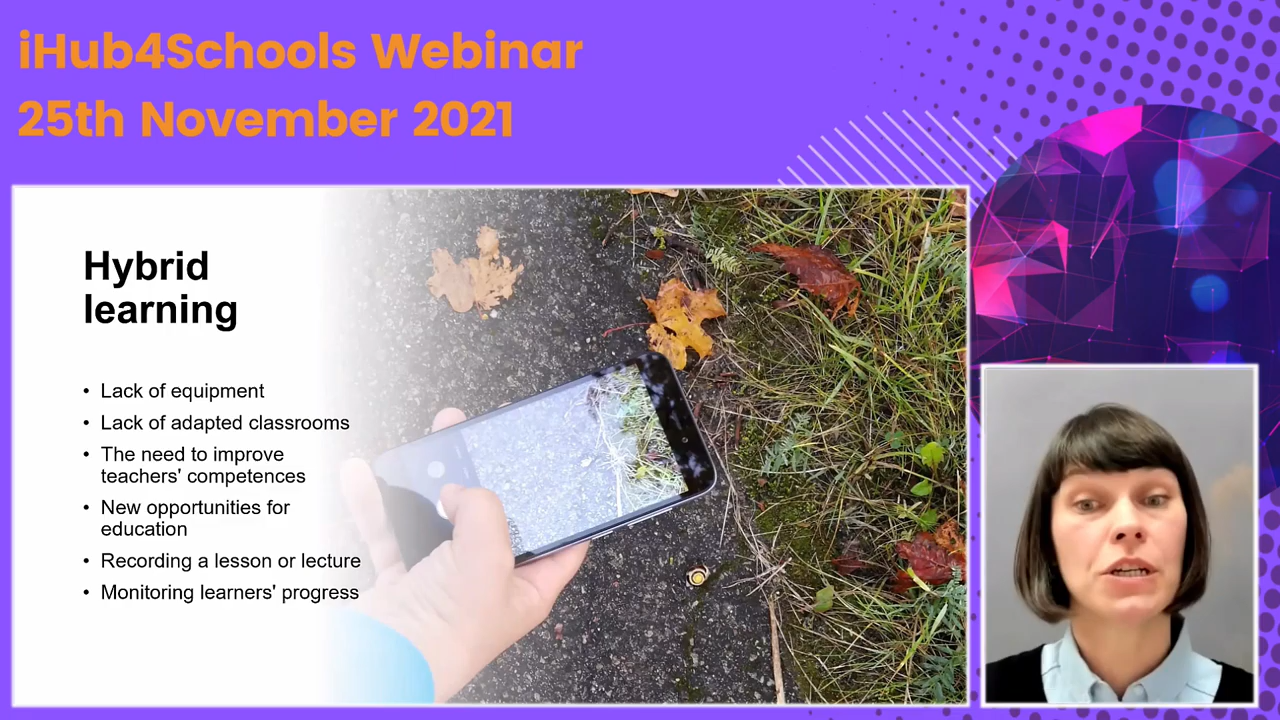 iHub4Schools Webinar
25th November 2021
Hybrid
learning
• Lack of equipment
• Lack of adapted classrooms
• The need to improve
teachers' competences
• New opportunities for
education
• Recording a lesson or lecture
• Monitoring learners' progress